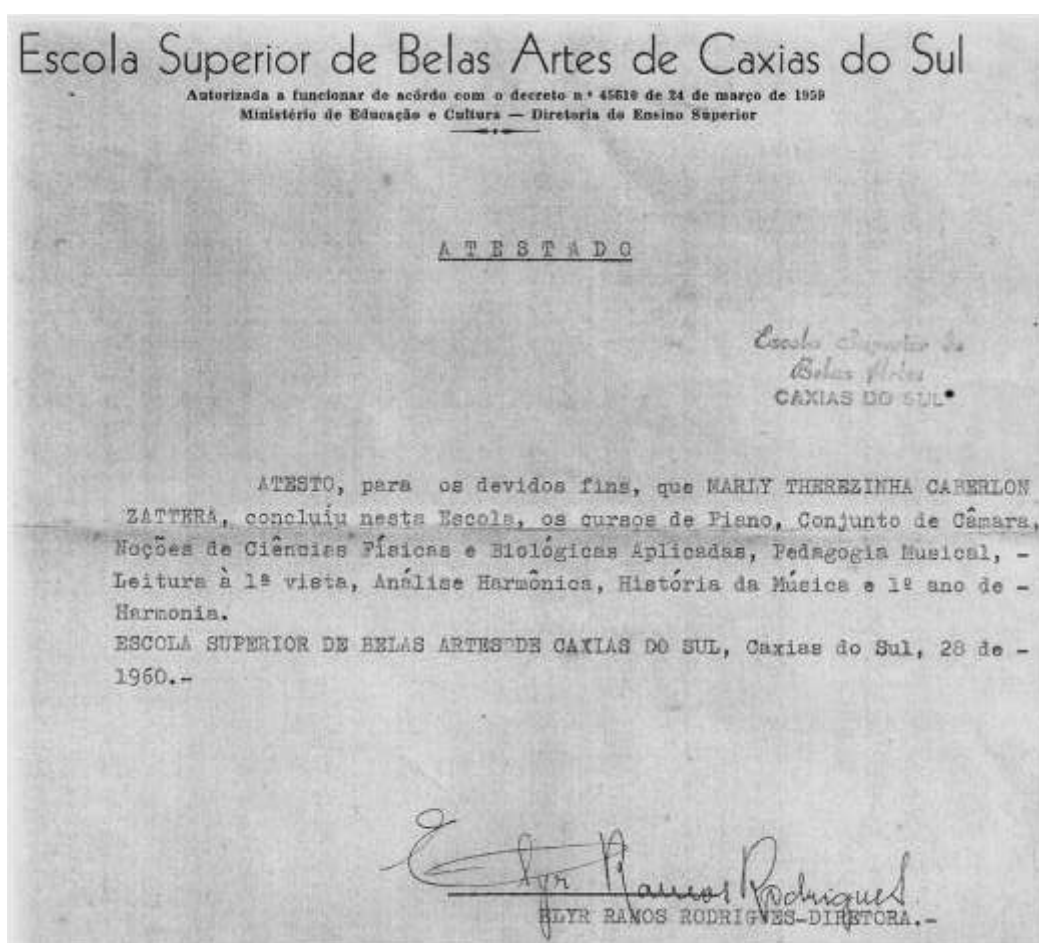 Escola Superior de Belas Artes de Caxias do Sul
Autorizada a funcionar de acôrdo com o decreto n.º 45610 de 24 de março de 1959
Ministério de Educação e Cultura — Diretoria do Ensino Superior
ATESTADO
Escola Superior de
Belas Artes
CAXIAS DO SUL
ATESTO, para os devidos fins, que MARLY THEREZINHA CABERLON
ZATTERA, concluíu nesta Escola, os cursos de Piano, Conjunto de Câmara,
Noções de Ciências Físicas e Biológicas Aplicadas, Pedagogia Musical, -
Leitura à 1ª vista, Análise Harmônica, História da Música e 1º ano de -
Harmonia.
ESCOLA SUPERIOR DE BELAS ARTES DE CAXIAS DO SUL, Caxias do Sul, 28 de -
1960.-
Elyr Ramos Rodrigues
ELYR RAMOS RODRIGVES-DIRETORA.-